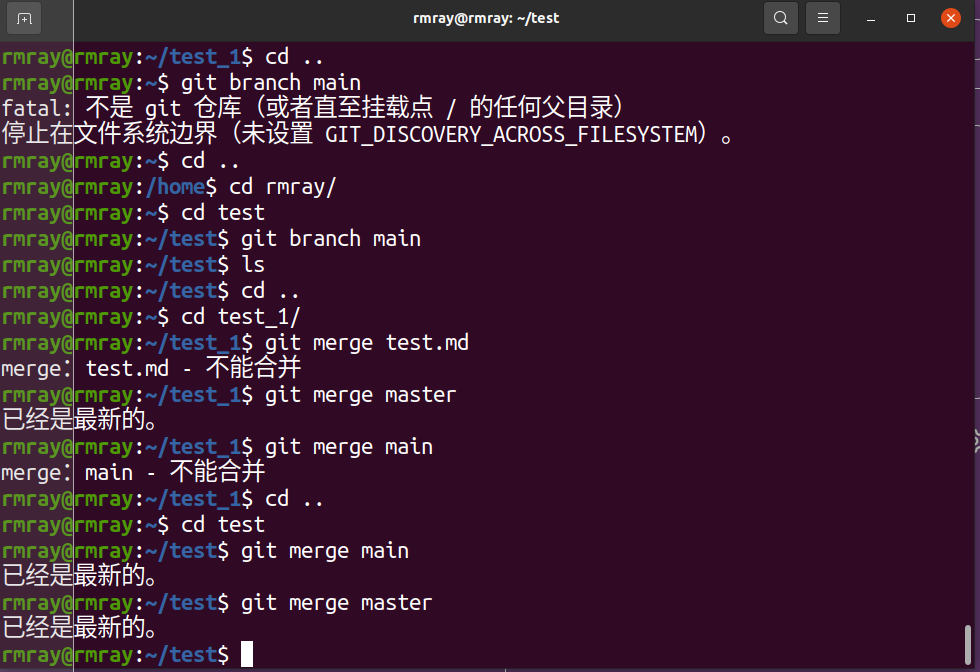 rmray@rmray: ~/test
rmray@rmray:~/test_1$ cd ..
rmray@rmray:~$ git branch main
fatal: 不是 git 仓库（或者直至挂载点 / 的任何父目录）
停止在文件系统边界（未设置 GIT_DISCOVERY_ACROSS_FILESYSTEM）。
rmray@rmray:~$ cd ..
rmray@rmray:/home$ cd rmray/
rmray@rmray:~$ cd test
rmray@rmray:~/test$ git branch main
rmray@rmray:~/test$ ls
rmray@rmray:~/test$ cd ..
rmray@rmray:~$ cd test_1/
rmray@rmray:~/test_1$ git merge test.md
merge：test.md - 不能合并
rmray@rmray:~/test_1$ git merge master
已经是最新的。
rmray@rmray:~/test_1$ git merge main
merge：main - 不能合并
rmray@rmray:~/test_1$ cd ..
rmray@rmray:~$ cd test
rmray@rmray:~/test$ git merge main
已经是最新的。
rmray@rmray:~/test$ git merge master
已经是最新的。
rmray@rmray:~/test$